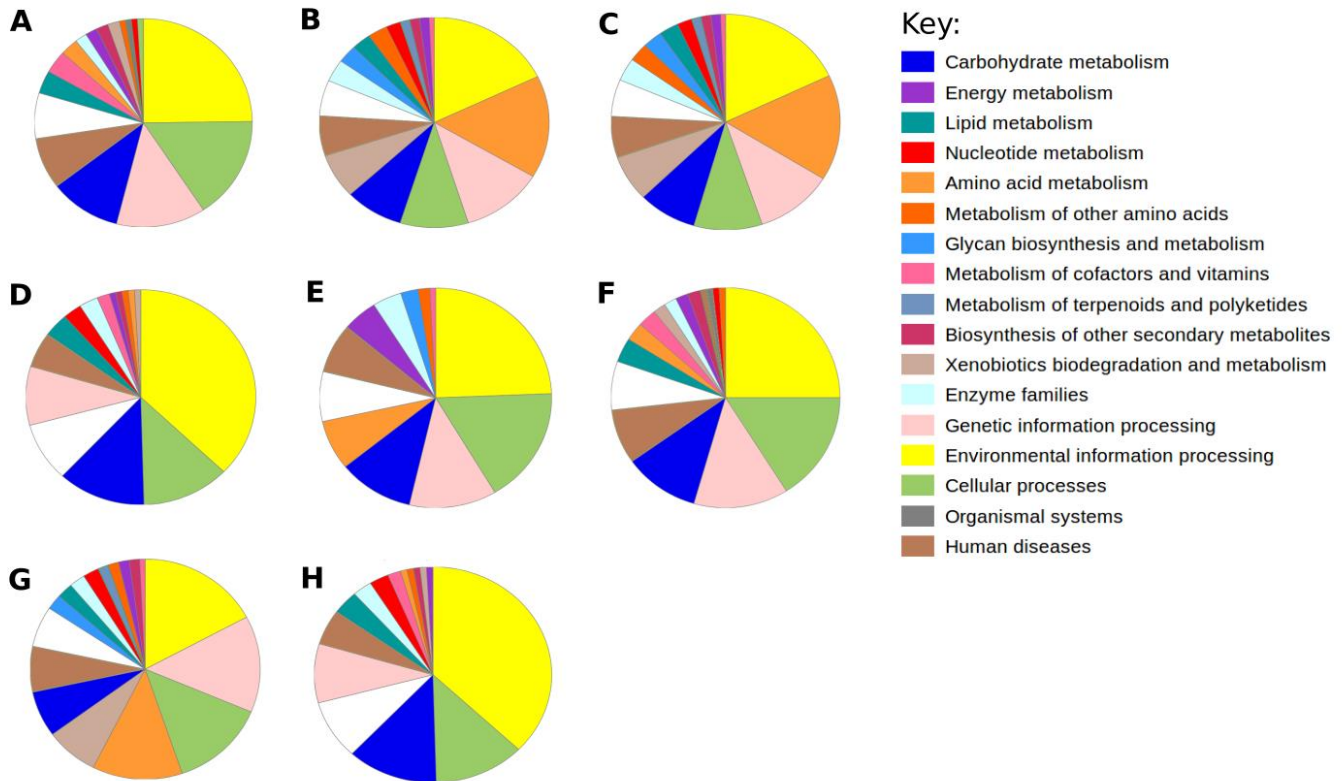 A
B
C
D
E
F
G
H
Key:
Carbohydrate metabolism
Energy metabolism
Lipid metabolism
Nucleotide metabolism
Amino acid metabolism
Metabolism of other amino acids
Glycan biosynthesis and metabolism
Metabolism of cofactors and vitamins
Metabolism of terpenoids and polyketides
Biosynthesis of other secondary metabolites
Xenobiotics biodegradation and metabolism
Enzyme families
Genetic information processing
Environmental information processing
Cellular processes
Organismal systems
Human diseases